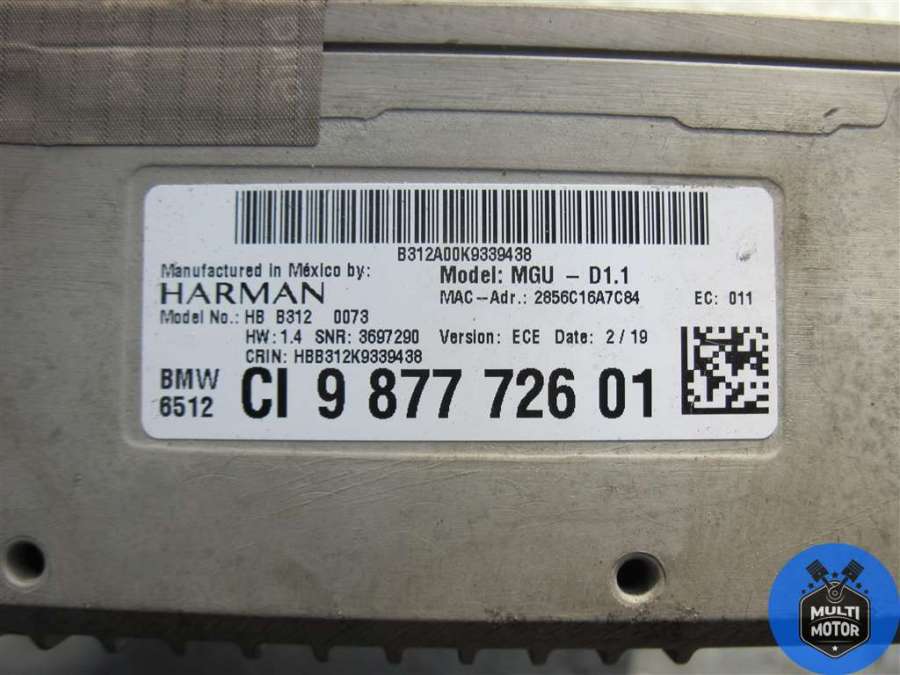 B312A00K9339438
Manufactured in México by:
HARMAN
Model: MGU - D1.1
MAC-Adr.: 2856C16A7C84 EC: 011
Model No.: HB B312 0073
HW: 1.4 SNR: 3697290 Version: ECE Date: 2 / 19
CRIN: HBB312K9339438
BMW
6512
CI 9 877 726 01
MULTI
MOTOR